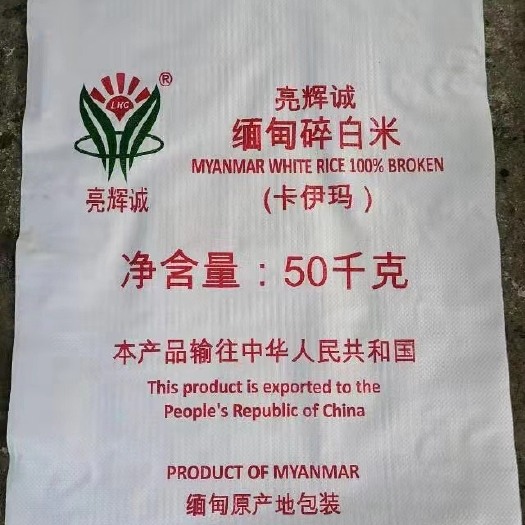 LHG
®
亮辉诚
亮辉诚
缅甸碎白米
MYANMAR WHITE RICE 100% BROKEN
(卡伊玛)
净含量：50千克
本产品输往中华人民共和国
This product is exported to the
People's Republic of China
PRODUCT OF MYANMAR
缅甸原产地包装